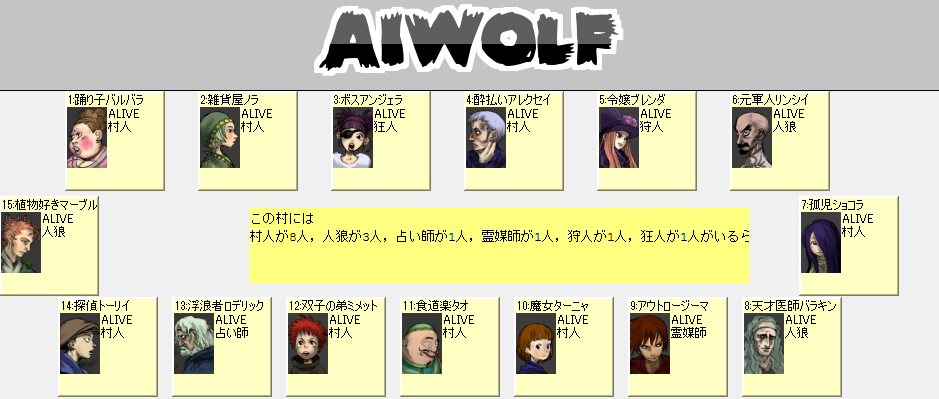 AIWOLF
1:踊り子バルバラ
ALIVE
村人
2:雑貨屋ノラ
ALIVE
村人
3:ボスアンジェラ
ALIVE
狂人
4:酔払いアレクセイ
ALIVE
村人
5:令嬢ブレンダ
ALIVE
狩人
6:元軍人リンシイ
ALIVE
人狼
15:植物好きマーブル
ALIVE
人狼
この村には
村人が8人，人狼が3人，占い師が1人，霊媒師が1人，狩人が1人，狂人が1人がいるら
7:孤児ショコラ
ALIVE
村人
14:探偵トーリイ
ALIVE
村人
13:浮浪者ロデリック
ALIVE
占い師
12:双子の弟ミメット
ALIVE
村人
11:食道楽タオ
ALIVE
村人
10:魔女ターニャ
ALIVE
村人
9:アウトロージーマ
ALIVE
霊媒師
8:天才医師バラキン
ALIVE
人狼